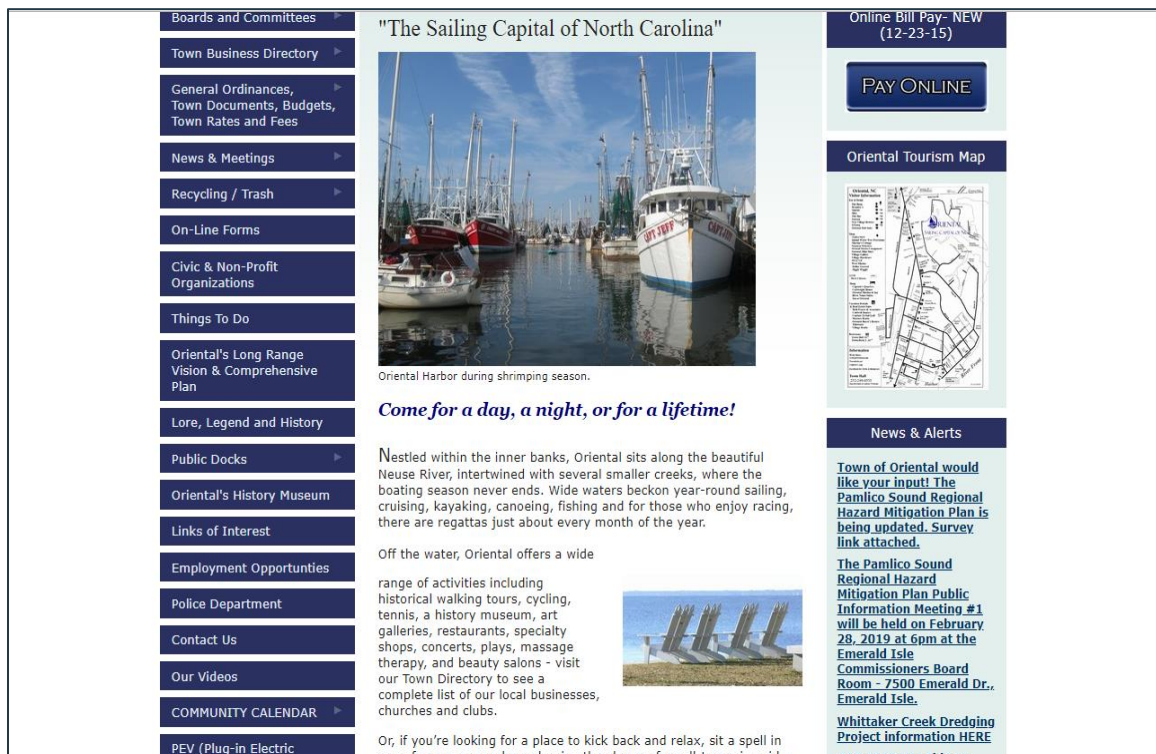 Boards and Committees
Town Business Directory
General Ordinances,
Town Documents, Budgets,
Town Rates and Fees
News & Meetings
Recycling / Trash
On-Line Forms
Civic & Non-Profit
Organizations
Things To Do
Oriental's Long Range
Vision & Comprehensive
Plan
Lore, Legend and History
Public Docks
Oriental's History Museum
Links of Interest
Employment Opportunties
Police Department
Contact Us
Our Videos
COMMUNITY CALENDAR
PEV (Plug-in Electric
"The Sailing Capital of North Carolina"
CAPT JEFF
CAPT JEFF
Oriental Harbor during shrimping season.
Come for a day, a night, or for a lifetime!
Nestled within the inner banks, Oriental sits along the beautiful
Neuse River, intertwined with several smaller creeks, where the
boating season never ends. Wide waters beckon year-round sailing,
cruising, kayaking, canoeing, fishing and for those who enjoy racing,
there are regattas just about every month of the year.
Off the water, Oriental offers a wide
range of activities including
historical walking tours, cycling,
tennis, a history museum, art
galleries, restaurants, specialty
shops, concerts, plays, massage
therapy, and beauty salons - visit
our Town Directory to see a
complete list of our local businesses,
churches and clubs.
Or, if you're looking for a place to kick back and relax, sit a spell in
Online Bill Pay- NEW
(12-23-15)
PAY ONLINE
Oriental Tourism Map
Oriental, NC
Visitor Information
ORIENTAL
Information
Town Hall
News & Alerts
Town of Oriental would
like your input! The
Pamlico Sound Regional
Hazard Mitigation Plan is
being updated. Survey
link attached.
The Pamlico Sound
Regional Hazard
Mitigation Plan Public
Information Meeting #1
will be held on February
28, 2019 at 6pm at the
Emerald Isle
Commissioners Board
Room - 7500 Emerald Dr.,
Emerald Isle.
Whittaker Creek Dredging
Project information HERE